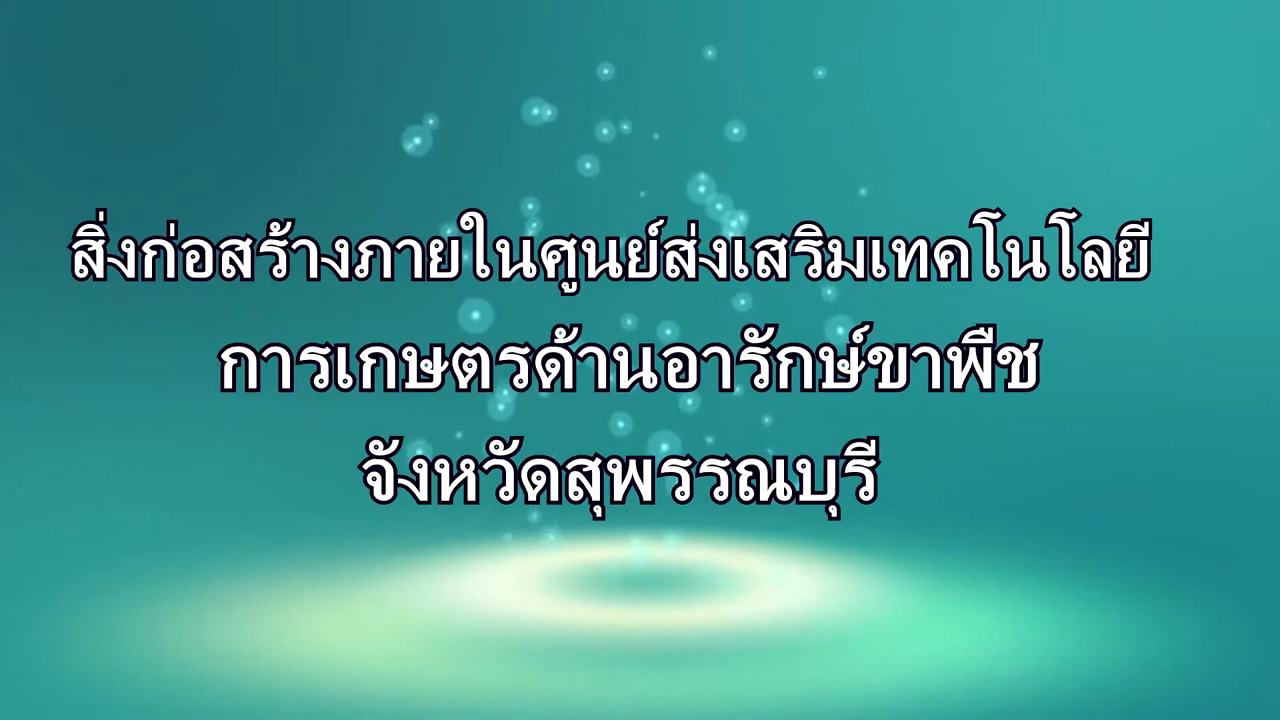 สิ่งก่อสร้างภายในศูนย์ส่งเสริมเทคโนโลยี
การเกษตรด้านอารักษ์ขาพืช
จังหวัดสุพรรณบุรี